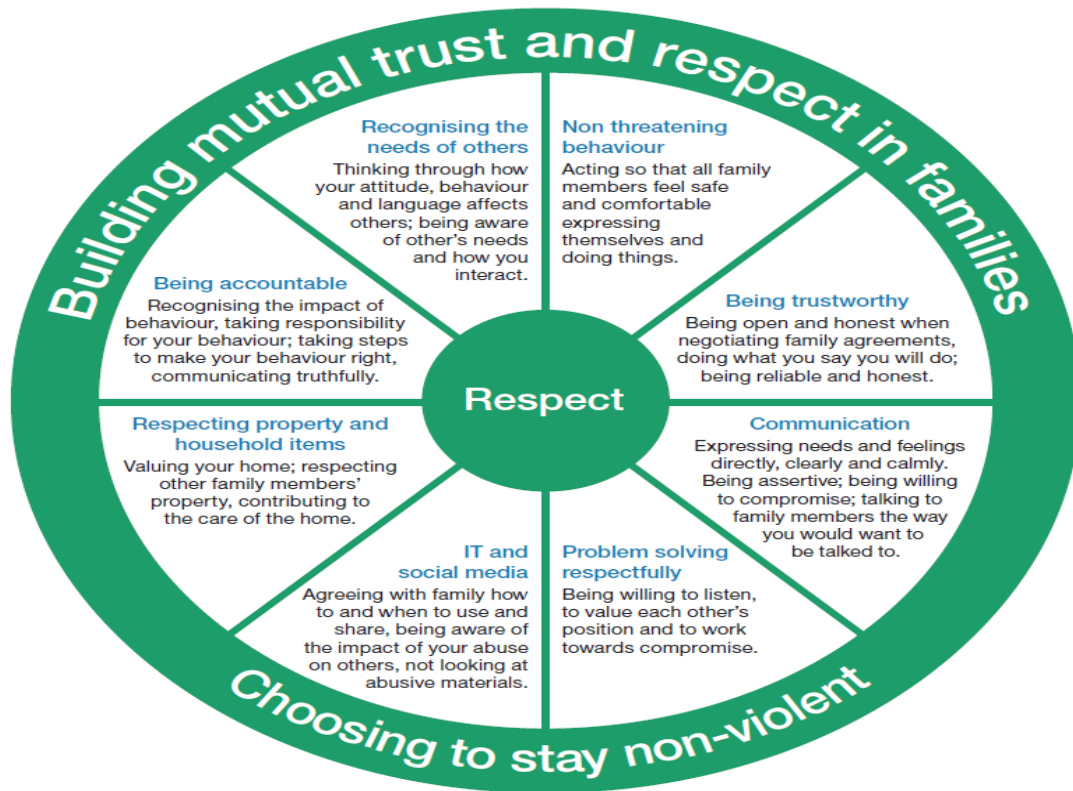 Building mutual trust and respect in families
Recognising the
needs of others
Thinking through how
your attitude, behaviour
and language affects
others; being aware
of other's needs
and how you
interact.
Non threatening
behaviour
Acting so that all family
members feel safe
and comfortable
expressing
themselves and
doing things.
Being accountable
Recognising the impact of
behaviour, taking responsibility
for your behaviour; taking steps
to make your behaviour right,
communicating truthfully.
Being trustworthy
Being open and honest when
negotiating family agreements,
doing what you say you will do;
being reliable and honest.
Respect
Respecting property and
household items
Valuing your home; respecting
other family members'
property, contributing to
the care of the home.
Communication
Expressing needs and feelings
directly, clearly and calmly.
Being assertive; being willing
to compromise; talking to
family members the way
you would want to
be talked to.
IT and
social media
Agreeing with family how
to and when to use and
share, being aware of
the impact of your abuse
on others, not looking at
abusive materials.
Problem solving
respectfully
Being willing to listen,
to value each other's
position and to work
towards compromise.
Choosing to stay non-violent